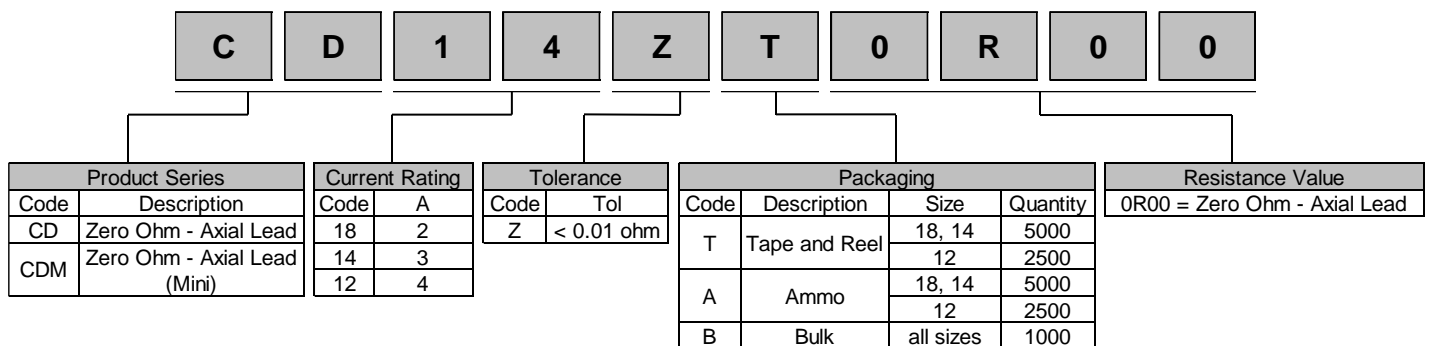 C D 1 4 Z T 0 R 0 0
Product Series
Code Description
CD Zero Ohm - Axial Lead
CDM Zero Ohm - Axial Lead
(Mini)
Current Rating
Code A
18 2
14 3
12 4
Tolerance
Code Tol
Z < 0.01 ohm
Packaging
Code Description Size Quantity
T Tape and Reel 18, 14 5000
12 2500
A Ammo 18, 14 5000
12 2500
B Bulk all sizes 1000
Resistance Value
0R00 = Zero Ohm - Axial Lead